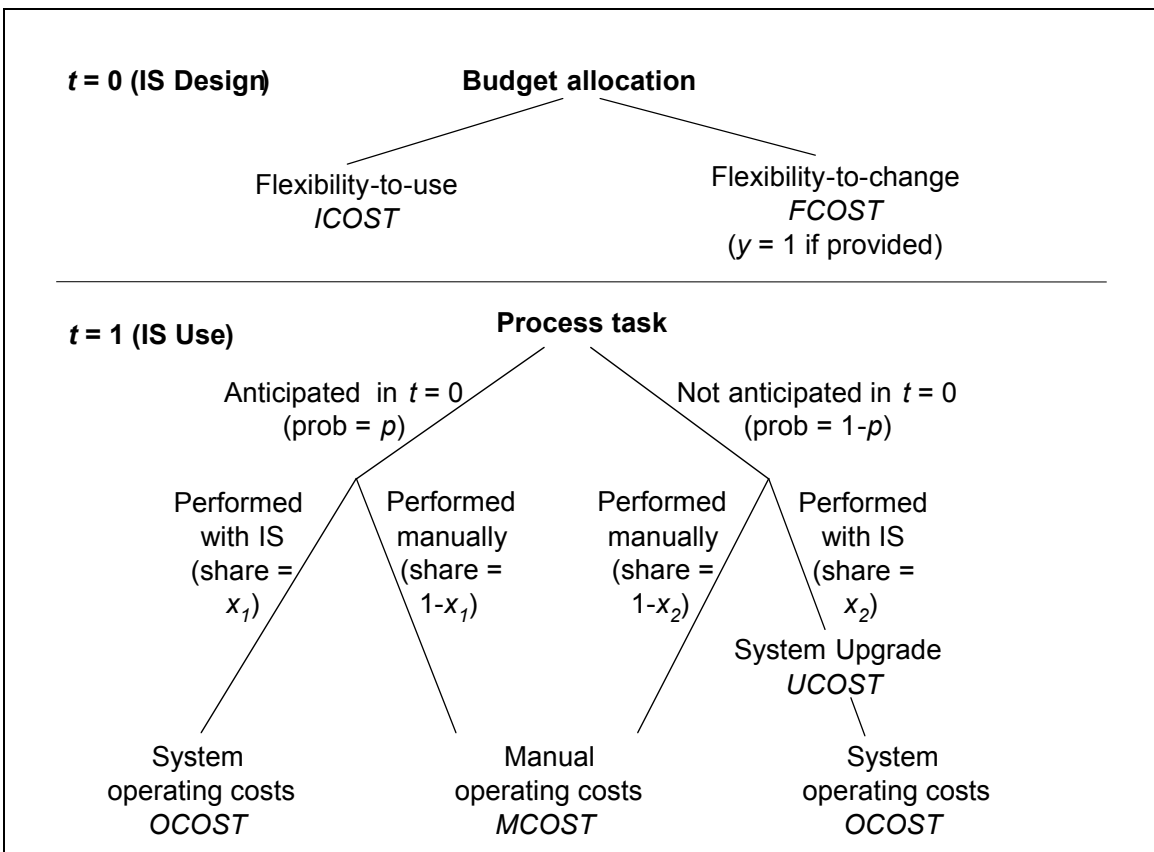 t = 0 (IS Design)
Budget allocation
Flexibility-to-use
ICOST
Flexibility-to-change
FCOST
(y = 1 if provided)
t = 1 (IS Use)
Process task
Anticipated in t = 0
(prob = p)
Not anticipated in t = 0
(prob = 1-p)
Performed
with IS
(share =
x1)
Performed
manually
(share =
1-x1)
Performed
manually
(share =
1-x2)
Performed
with IS
(share =
x2)
System Upgrade
UCOST
System
operating costs
OCOST
Manual
operating costs
MCOST
System
operating costs
OCOST